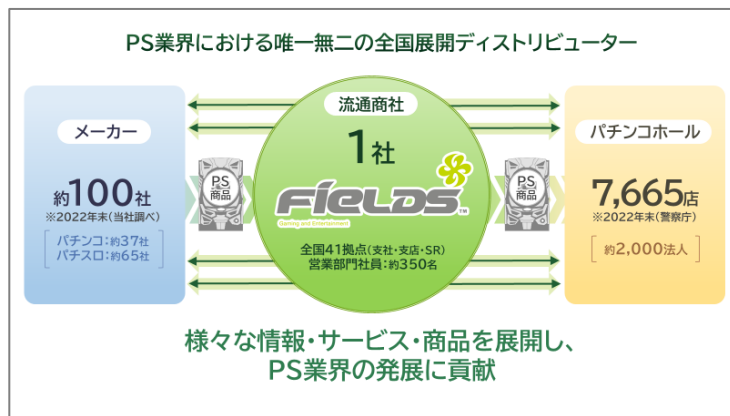 PS業界における唯一無二の全国展開ディストリビューター
メーカー
約100社
※2022年末(当社調べ)
パチンコ:約37社
パチスロ:約65社
PS
商品
流通商社
1社
FIELDS
TM
Gaming and Entertainment
全国41拠点(支社・支店・SR)
営業部門社員:約350名
PS
商品
パチンコホール
7,665店
※2022年末(警察庁)
約2,000法人
様々な情報・サービス・商品を展開し、
PS業界の発展に貢献